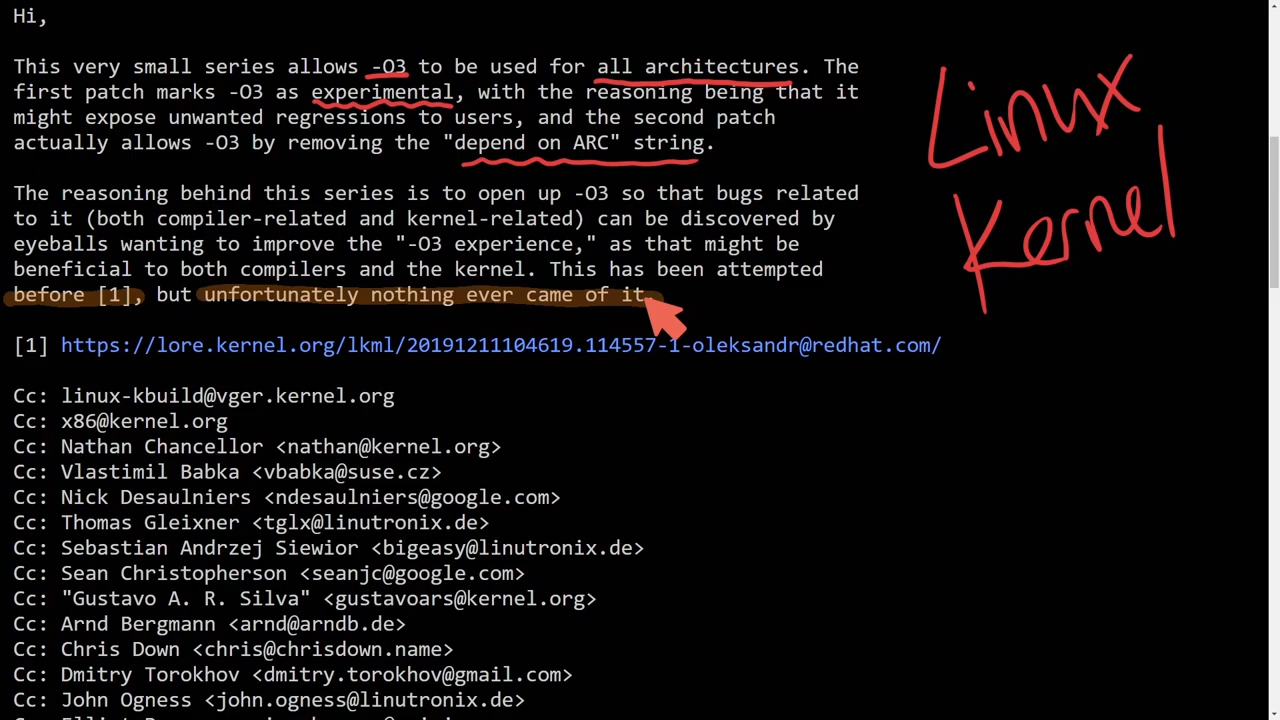 Hi,
This very small series allows -O3 to be used for all architectures. The
first patch marks -O3 as experimental, with the reasoning being that it
might expose unwanted regressions to users, and the second patch
actually allows -O3 by removing the "depend on ARC" string.
The reasoning behind this series is to open up -O3 so that bugs related
to it (both compiler-related and kernel-related) can be discovered by
eyeballs wanting to improve the "-O3 experience," as that might be
beneficial to both compilers and the kernel. This has been attempted
before [1], but unfortunately nothing ever came of it.
[1] https://lore.kernel.org/lkml/20191211104619.114557-1-oleksandr@redhat.com/
Cc: linux-kbuild@vger.kernel.org
Cc: x86@kernel.org
Cc: Nathan Chancellor <nathan@kernel.org>
Cc: Vlastimil Babka <vbabka@suse.cz>
Cc: Nick Desaulniers <ndesaulniers@google.com>
Cc: Thomas Gleixner <tglx@linutronix.de>
Cc: Sebastian Andrzej Siewior <bigeasy@linutronix.de>
Cc: Sean Christopherson <seanjc@google.com>
Cc: "Gustavo A. R. Silva" <gustavoars@kernel.org>
Cc: Arnd Bergmann <arnd@arndb.de>
Cc: Chris Down <chris@chrisdown.name>
Cc: Dmitry Torokhov <dmitry.torokhov@gmail.com>
Cc: John Ogness <john.ogness@linutronix.de>
Linux
Kernel